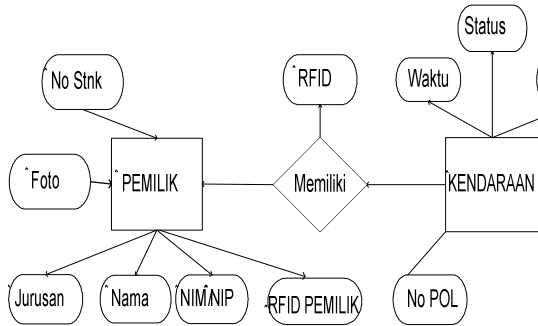 Status
No Stnk
RFID
Waktu
Foto
PEMILIK
Memiliki
KENDARAAN
Jurusan
Nama
NIM/NIP
RFID PEMILIK
No POL